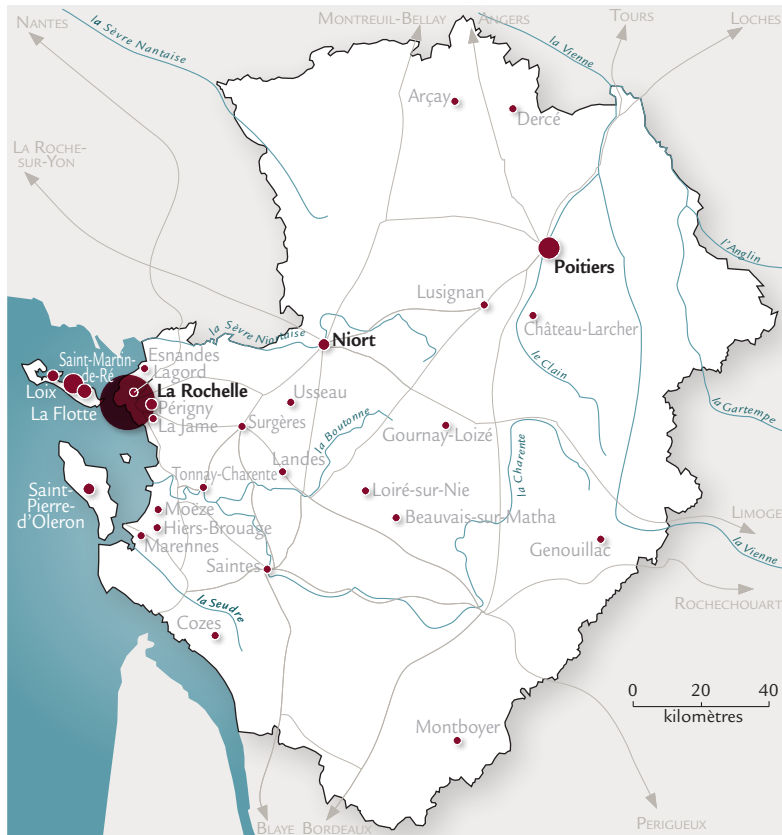 NANTES
la Sèvre Nantaise
MONTREUIL-BELLAY
ANGERS
la Vienne
TOURS
LOCHES
Arçay
Dercé
LA ROCHE-
SUR-YON
l'Anglin
Poitiers
Lusignan
Château-Larcher
la Sèvre Niortaise
Niort
le Clain
Esnandes
Lagord
Saint-Martin-
de-Ré
Loix
La Flotte
La Rochelle
Périgny
La Jarne
Usseau
Surgères
la Boutonne
Gournay-Loizé
la Gartempe
Landes
Tonnay-Charente
la Charente
Saint-
Pierre-
d'Oleron
Loiré-sur-Nie
Moëze
Beauvais-sur-Matha
Hiers-Brouage
Marennes
Genouillac
LIMOGE
la Vienne
Saintes
la Seudre
ROCHECHOUART
Cozes
0 20 40
kilomètres
Montboyer
BLAYE
BORDEAUX
PERIGUEUX